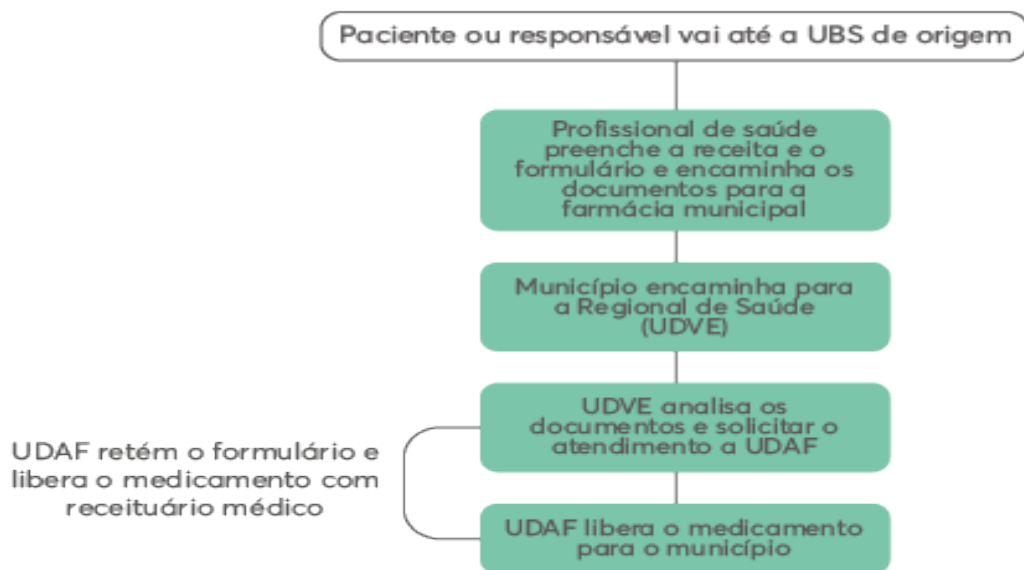 Paciente ou responsável vai até a UBS de origem
Profissional de saúde
preenche a receita e o
formulário e encaminha os
documentos para a
farmácia municipal
Município encaminha para
a Regional de Saúde
(UDVE)
UDVE analisa os
documentos e solicitar o
atendimento a UDAF
UDAF retém o formulário e
libera o medicamento com
receituário médico
UDAF libera o medicamento
para o município